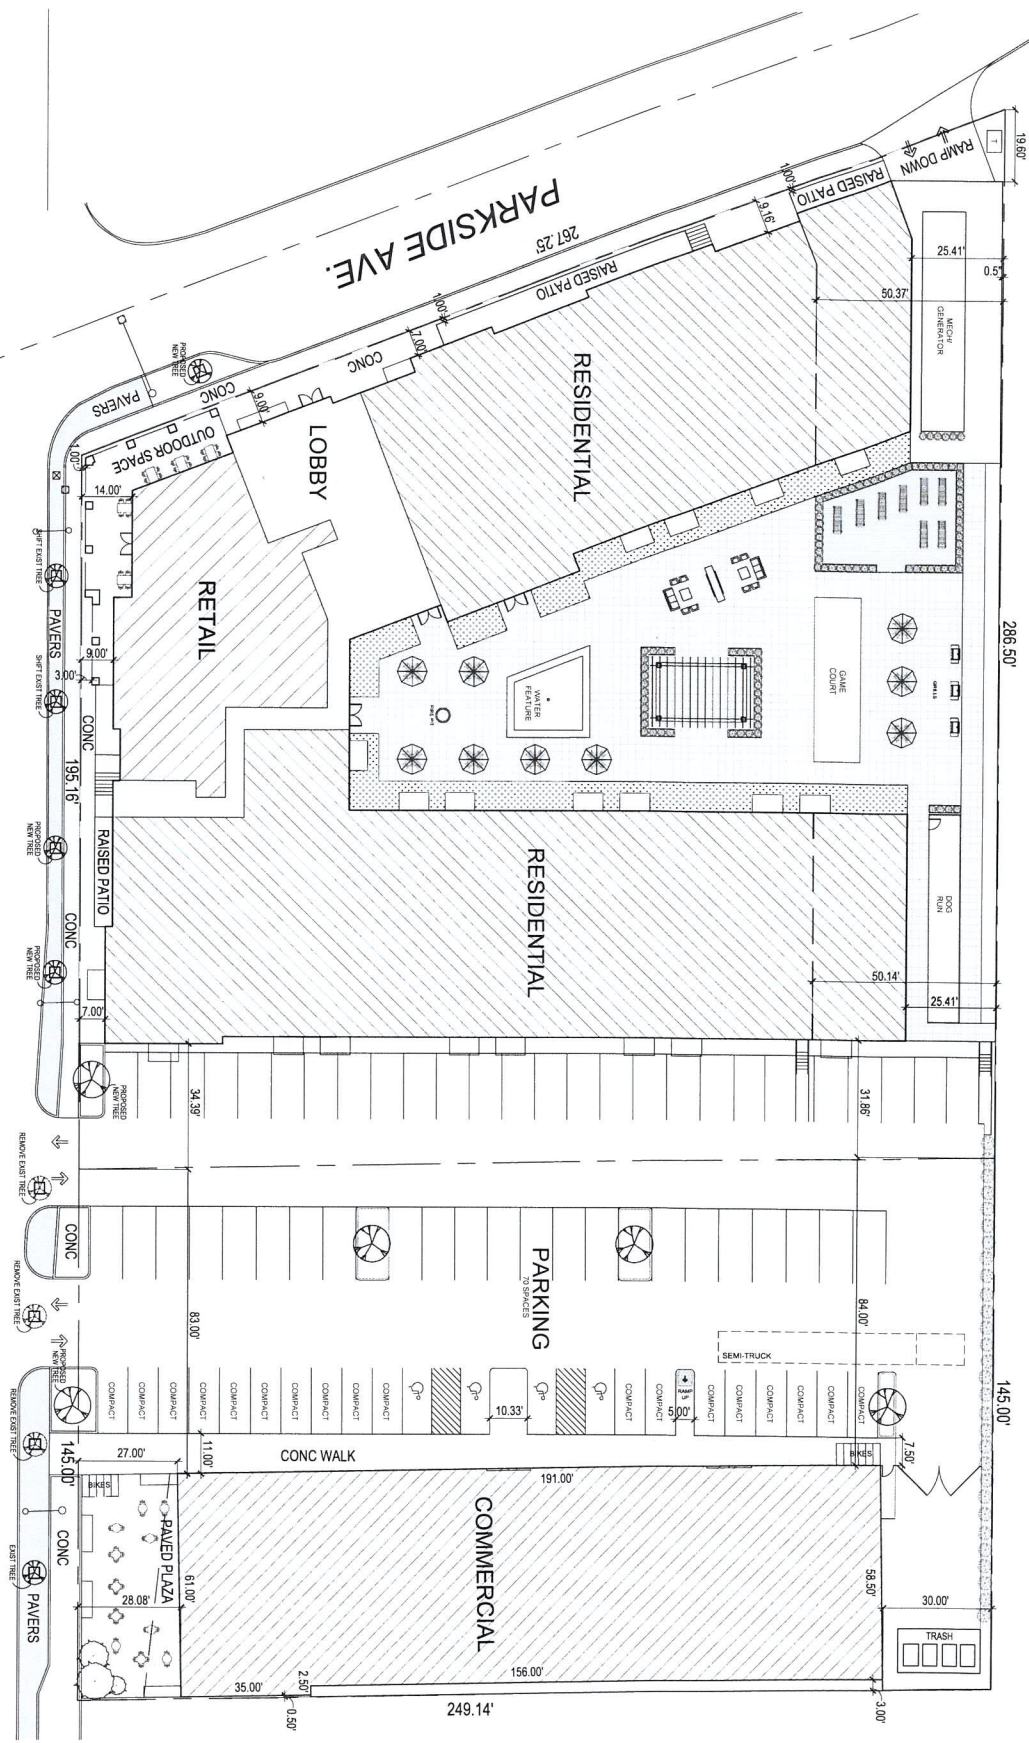 19.60'
T
RAMP DOWN
RAISED PATIO
1.00'
9.16'
PARKSIDE AVE.
267.25'
RAISED PATIO
1.00'
7.00'
CONC
25.41'
0.5'
50.37'
MECH/
GENERATOR
RESIDENTIAL
PROPOSED
NEW TREE
PAVERS
CONC
9.00'
OUTDOOR SPACE
LOBBY
1.00'
14.00'
SHIFT EXIST TREE
PAVERS
RETAIL
9.00'
3.00'
SHIFT EXIST TREE
CONC
195.16'
WATER
FEATURE
GAME
COURT
GRILLS
286.50'
PROPOSED
NEW TREE
RAISED PATIO
RESIDENTIAL
DOG
RUN
CONC
PROPOSED
NEW TREE
7.00'
50.14'
25.41'
PROPOSED
NEW TREE
34.39'
31.86'
REMOVE EXIST TREE
CONC
PARKING
70 SPACES
REMOVE EXIST TREE
83.00'
84.00'
SEMI-TRUCK
PROPOSED
NEW TREE
COMPACT
COMPACT
COMPACT
COMPACT
COMPACT
COMPACT
COMPACT
COMPACT
10.33'
COMPACT
COMPACT
RAMP
5.00'
COMPACT
COMPACT
COMPACT
COMPACT
COMPACT
COMPACT
145.00'
REMOVE EXIST TREE
145.00'
27.00'
11.00'
CONC WALK
BIKES
7.50'
BIKES
191.00'
CONC
PAVED PLAZA
COMMERCIAL
EXIST TREE
PAVERS
28.08'
61.00'
58.50'
30.00'
TRASH
35.00'
2.50'
156.00'
0.50'
249.14'
3.00'